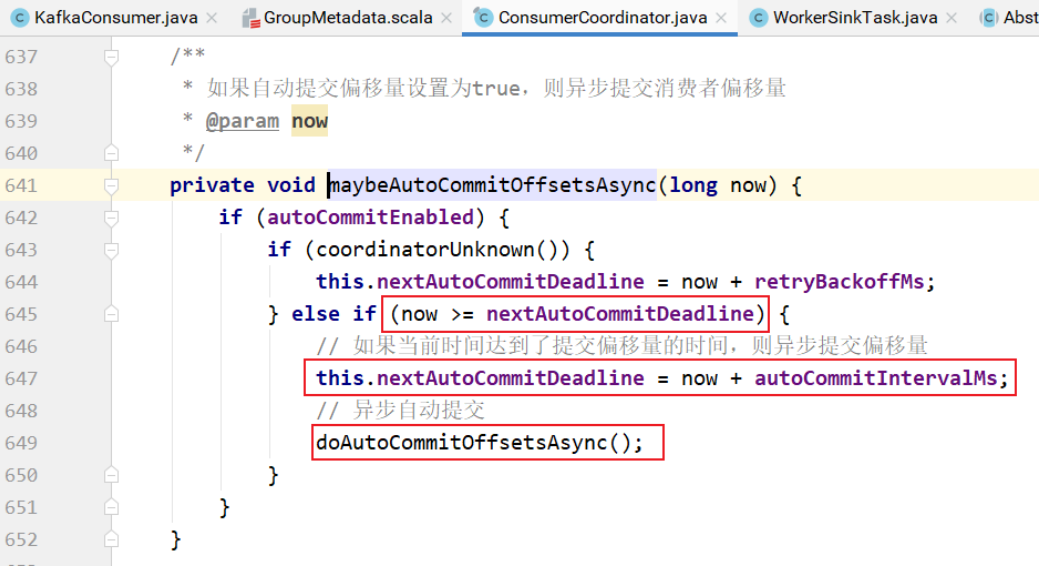 KafkaConsumer.java × GroupMetadata.scala × ConsumerCoordinator.java × WorkerSinkTask.java × Abst
637 /**
638 * 如果自动提交偏移量设置为true，则异步提交消费者偏移量
639 * @param now
640 */
641 private void maybeAutoCommitOffsetsAsync(long now) {
642 if (autoCommitEnabled) {
643 if (coordinatorUnknown()) {
644 this.nextAutoCommitDeadline = now + retryBackoffMs;
645 } else if (now >= nextAutoCommitDeadline) {
646 // 如果当前时间达到了提交偏移量的时间，则异步提交偏移量
647 this.nextAutoCommitDeadline = now + autoCommitIntervalMs;
648 // 异步自动提交
649 doAutoCommitOffsetsAsync();
650 }
651 }
652 }